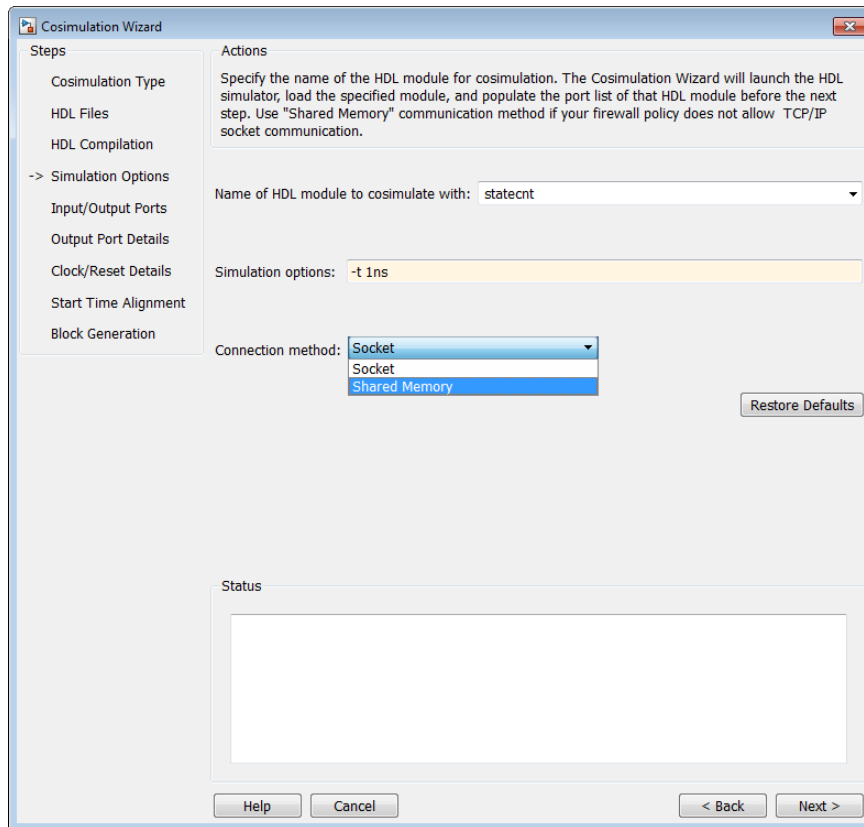 Cosimulation Wizard
Steps
Cosimulation Type
HDL Files
HDL Compilation
-> Simulation Options
Input/Output Ports
Output Port Details
Clock/Reset Details
Start Time Alignment
Block Generation
Actions
Specify the name of the HDL module for cosimulation. The Cosimulation Wizard will launch the HDL
simulator, load the specified module, and populate the port list of that HDL module before the next
step. Use "Shared Memory" communication method if your firewall policy does not allow TCP/IP
socket communication.
Name of HDL module to cosimulate with: statecnt
Simulation options: -t 1ns
Connection method: Socket
Socket
Shared Memory
Restore Defaults
Status
Help Cancel < Back Next >